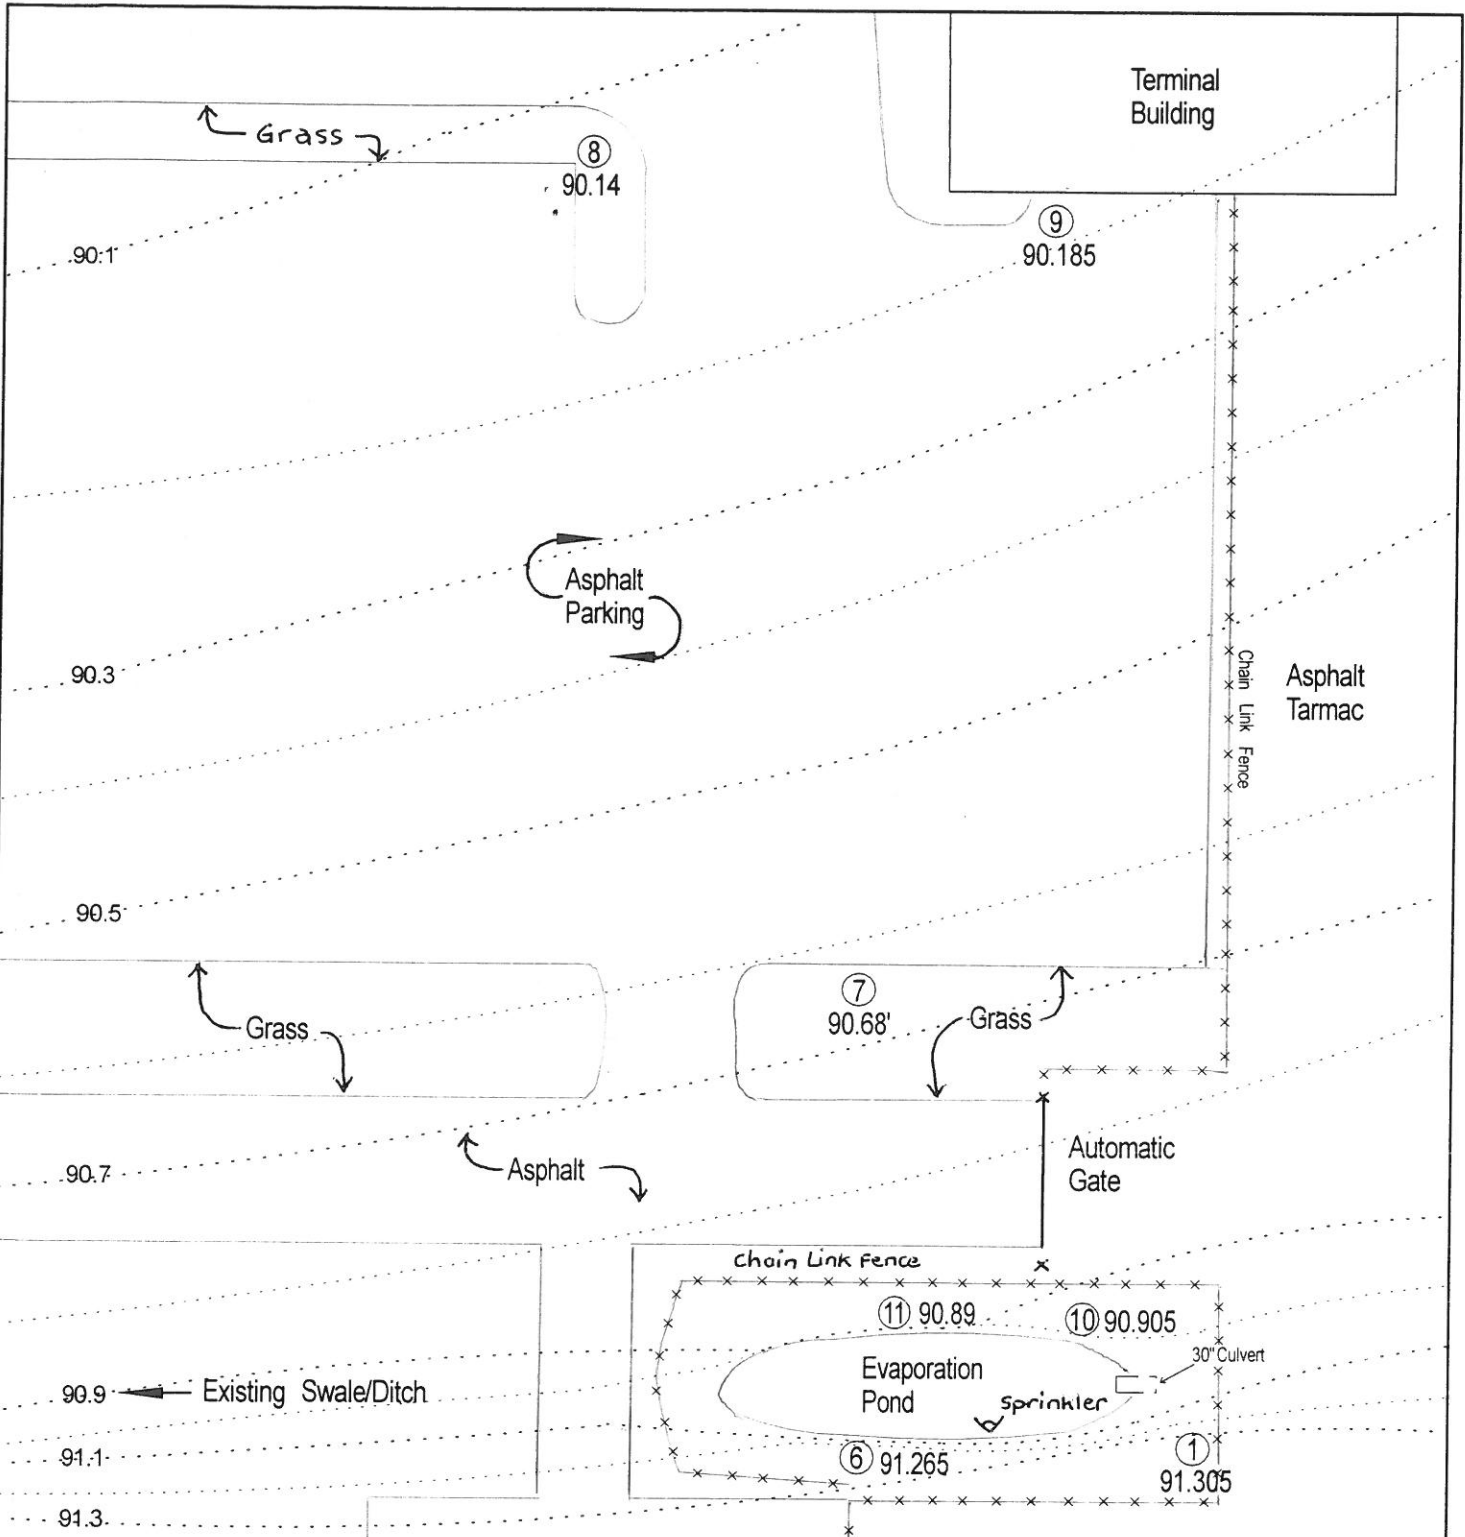 Terminal
Building
Grass
8
90.14
9
90.185
90.1
Asphalt
Parking
90.3
Chain Link Fence
Asphalt
Tarmac
90.5
7
90.68'
Grass
Grass
Automatic
Gate
90.7
Asphalt
Chain Link Fence
11 90.89
10 90.905
30" Culvert
Evaporation
Pond
90.9
Existing Swale/Ditch
Sprinkler
91.1
6 91.265
1
91.305
91.3